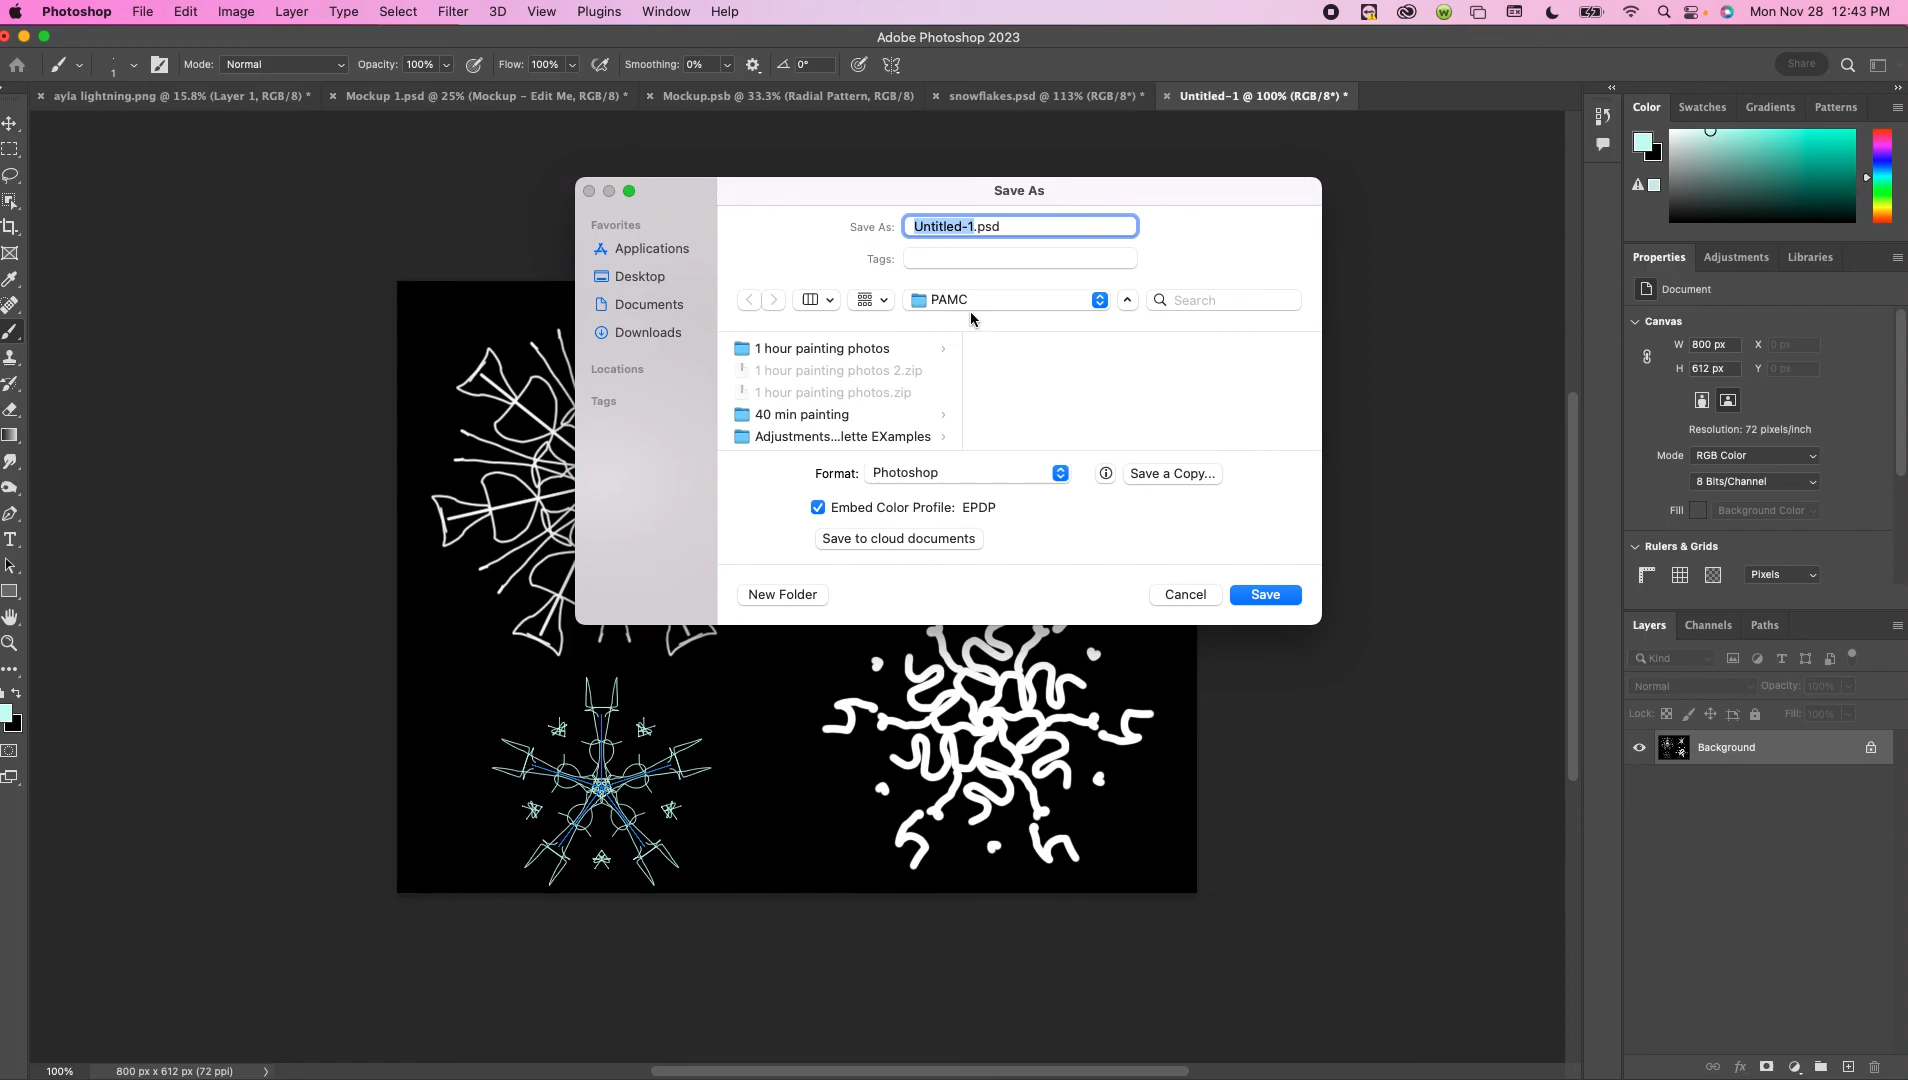 Photoshop File Edit Image Layer Type Select Filter 3D View Plugins Window Help Mon Nov 28 12:43 PM
Adobe Photoshop 2023
1 Mode: Normal Opacity: 100% Flow: 100% Smoothing: 0% 0° Share
ayla lightning.png @ 15.8% (Layer 1, RGB/8) * Mockup 1.psd @ 25% (Mockup – Edit Me, RGB/8) * Mockup.psb @ 33.3% (Radial Pattern, RGB/8) snowflakes.psd @ 113% (RGB/8*) * Untitled-1 @ 100% (RGB/8*) *
Save As
Favorites
Applications
Desktop
Documents
Downloads
Locations
Tags
Save As: Untitled-1.psd
Tags:
PAMC Search
1 hour painting photos
1 hour painting photos 2.zip
1 hour painting photos.zip
40 min painting
Adjustments...lette EXamples
Format: Photoshop Save a Copy...
Embed Color Profile: EPDP
Save to cloud documents
New Folder Cancel Save
Color Swatches Gradients Patterns
Properties Adjustments Libraries
Document
Canvas
W 800 px X 0 px
H 612 px Y 0 px
Resolution: 72 pixels/inch
Mode RGB Color
8 Bits/Channel
Fill Background Color
Rulers & Grids
Pixels
Layers Channels Paths
Kind
Normal Opacity: 100%
Lock: Fill: 100%
Background
100% 800 px x 612 px (72 ppi)